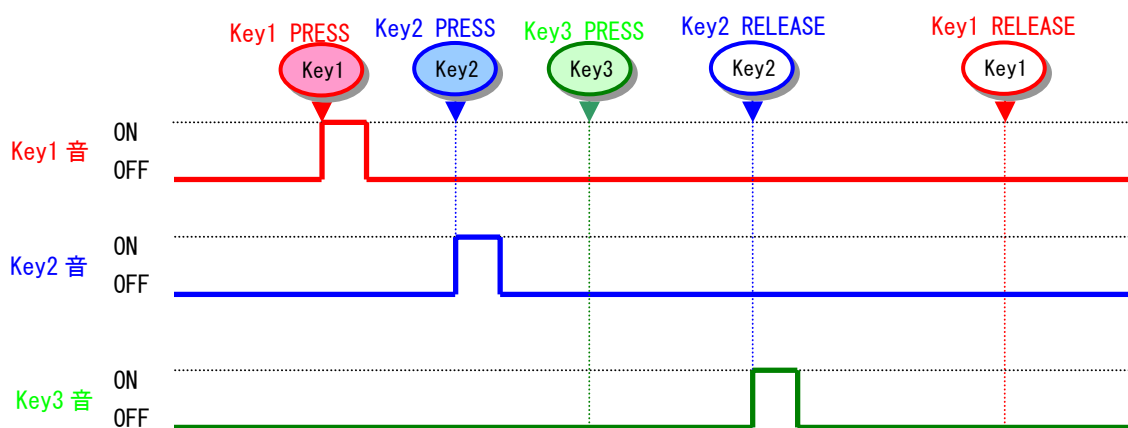 Key1 PRESS
Key2 PRESS
Key3 PRESS
Key2 RELEASE
Key1 RELEASE
Key1
Key2
Key3
Key2
Key1
Key1 音
ON
OFF
Key2 音
ON
OFF
Key3 音
ON
OFF